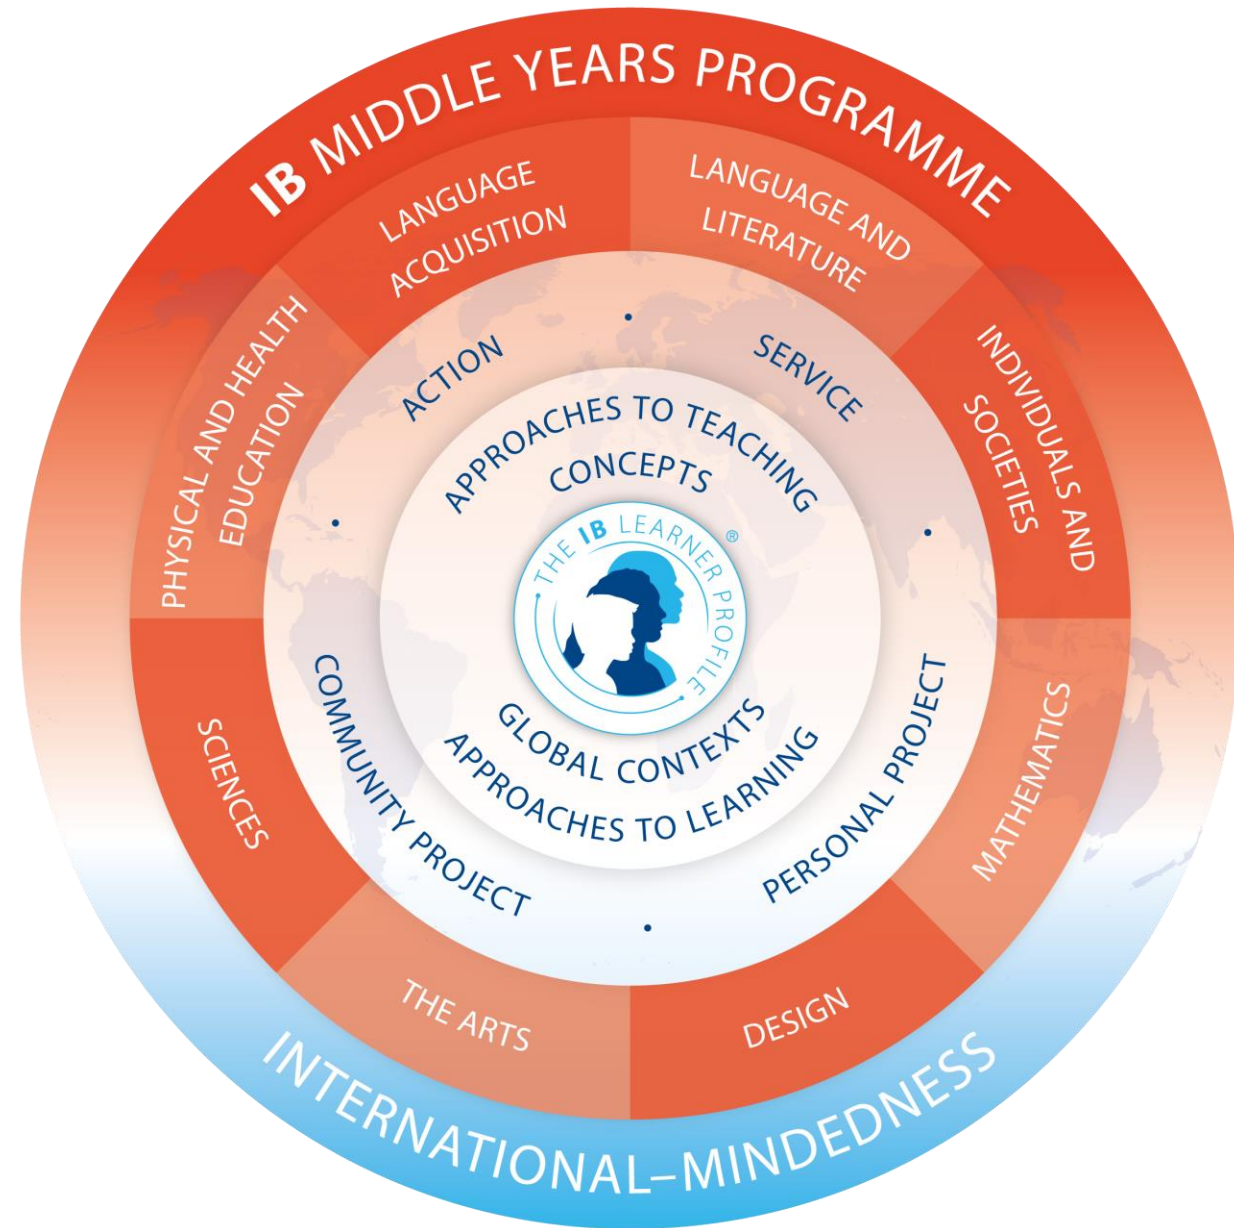 IB MIDDLE YEARS PROGRAMME
LANGUAGE
ACQUISITION
LANGUAGE AND
LITERATURE
INDIVIDUALS AND
SOCIETIES
MATHEMATICS
DESIGN
THE ARTS
SCIENCES
PHYSICAL AND HEALTH
EDUCATION
ACTION
SERVICE
PERSONAL PROJECT
COMMUNITY PROJECT
APPROACHES TO TEACHING
CONCEPTS
THE IB LEARNER PROFILE ®
GLOBAL CONTEXTS
APPROACHES TO LEARNING
INTERNATIONAL–MINDEDNESS